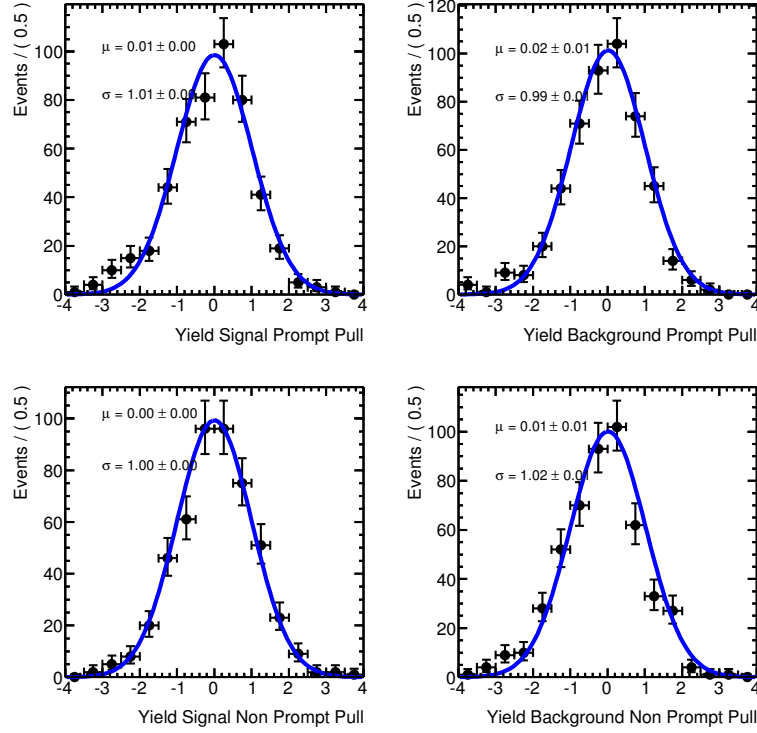 Events / ( 0.5 )
100
80
60
40
20
0
μ = 0.01 ± 0.00
σ = 1.01 ± 0.00
-4 -3 -2 -1 0 1 2 3 4
Yield Signal Prompt Pull
Events / ( 0.5 )
120
100
80
60
40
20
0
μ = 0.02 ± 0.01
σ = 0.99 ± 0.01
-4 -3 -2 -1 0 1 2 3 4
Yield Background Prompt Pull
Events / ( 0.5 )
100
80
60
40
20
0
μ = 0.00 ± 0.00
σ = 1.00 ± 0.00
-4 -3 -2 -1 0 1 2 3 4
Yield Signal Non Prompt Pull
Events / ( 0.5 )
100
80
60
40
20
0
μ = 0.01 ± 0.01
σ = 1.02 ± 0.01
-4 -3 -2 -1 0 1 2 3 4
Yield Background Non Prompt Pull